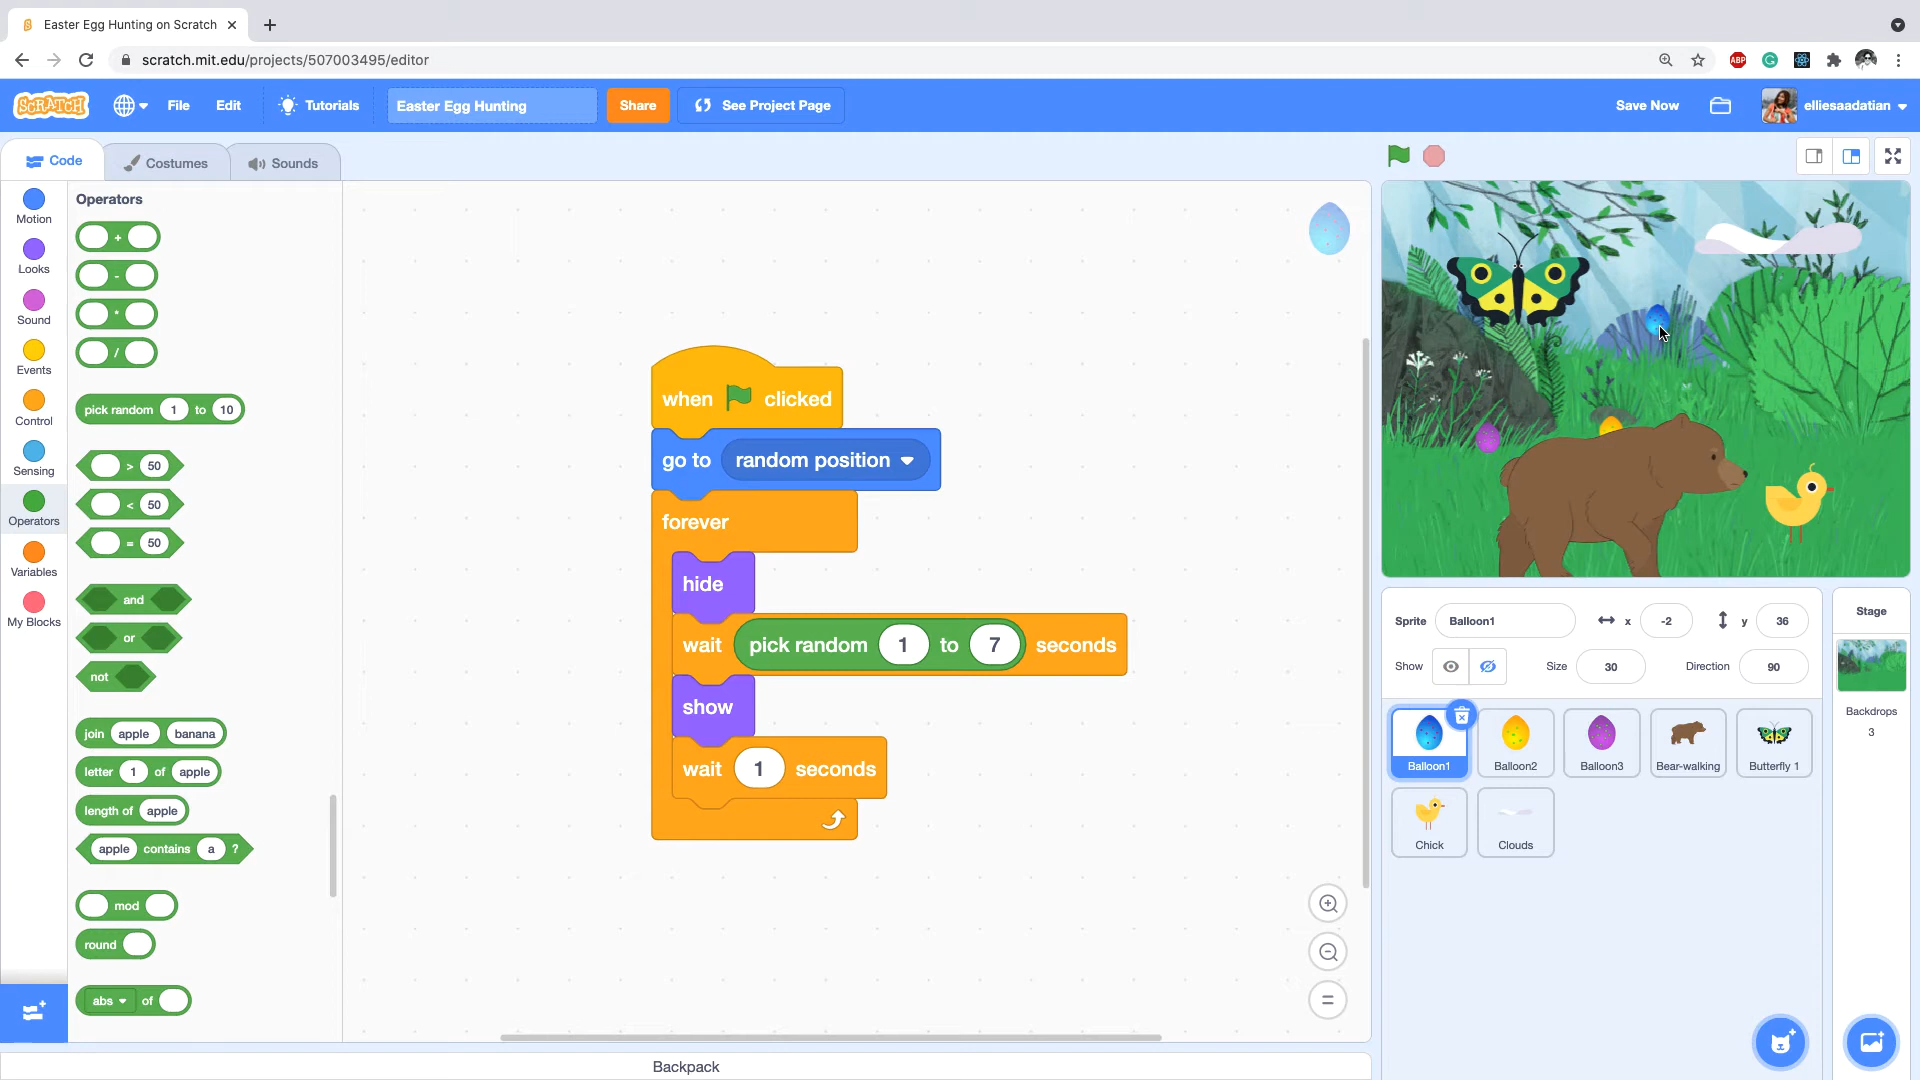 Easter Egg Hunting on Scratch
scratch.mit.edu/projects/507003495/editor
ABP
SCRATCH
File
Edit
Tutorials
Easter Egg Hunting
Share
See Project Page
Save Now
elliesaadatian
Code
Costumes
Sounds
Motion
Looks
Sound
Events
Control
Sensing
Operators
Variables
My Blocks
Operators
+
-
*
/
pick random 1 to 10
> 50
< 50
= 50
and
or
not
join apple banana
letter 1 of apple
length of apple
apple contains a ?
mod
round
abs of
when clicked
go to random position
forever
hide
wait pick random 1 to 7 seconds
show
wait 1 seconds
Backpack
Sprite Balloon1 x -2 y 36
Show Size 30 Direction 90
Balloon1
Balloon2
Balloon3
Bear-walking
Butterfly 1
Chick
Clouds
Stage
Backdrops
3